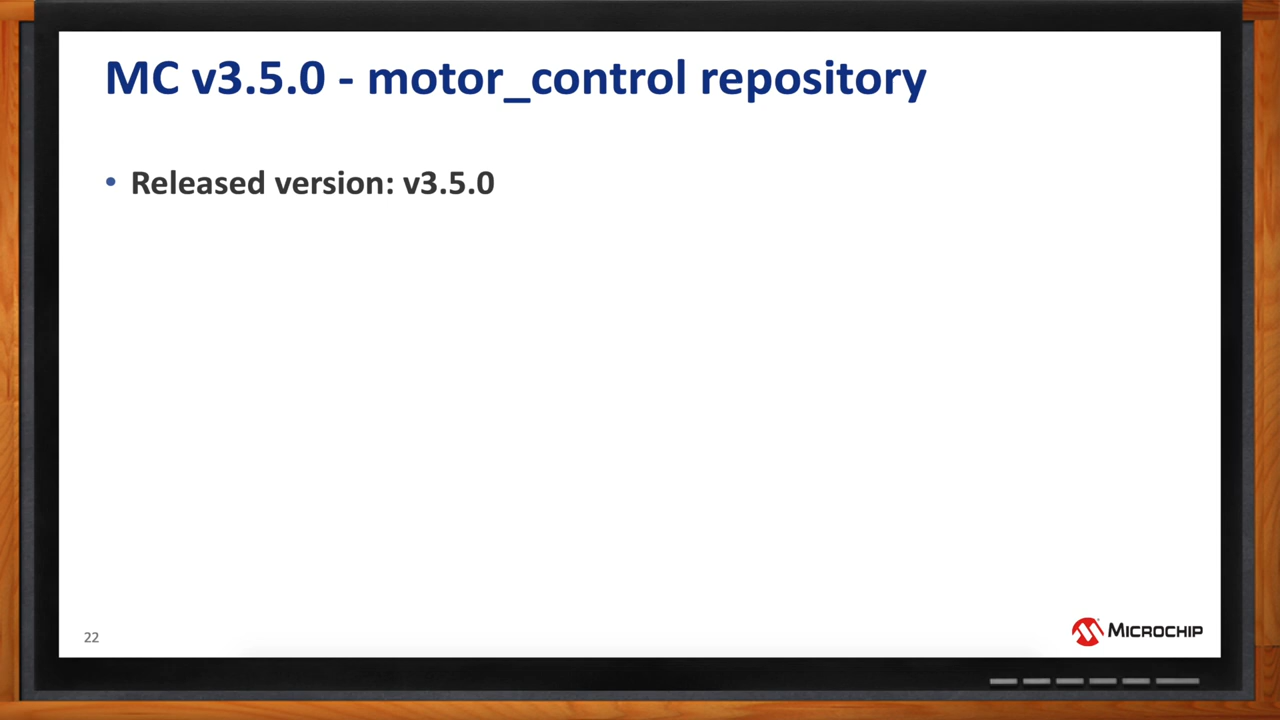 MC v3.5.0 - motor_control repository
• Released version: v3.5.0
22
MICROCHIP